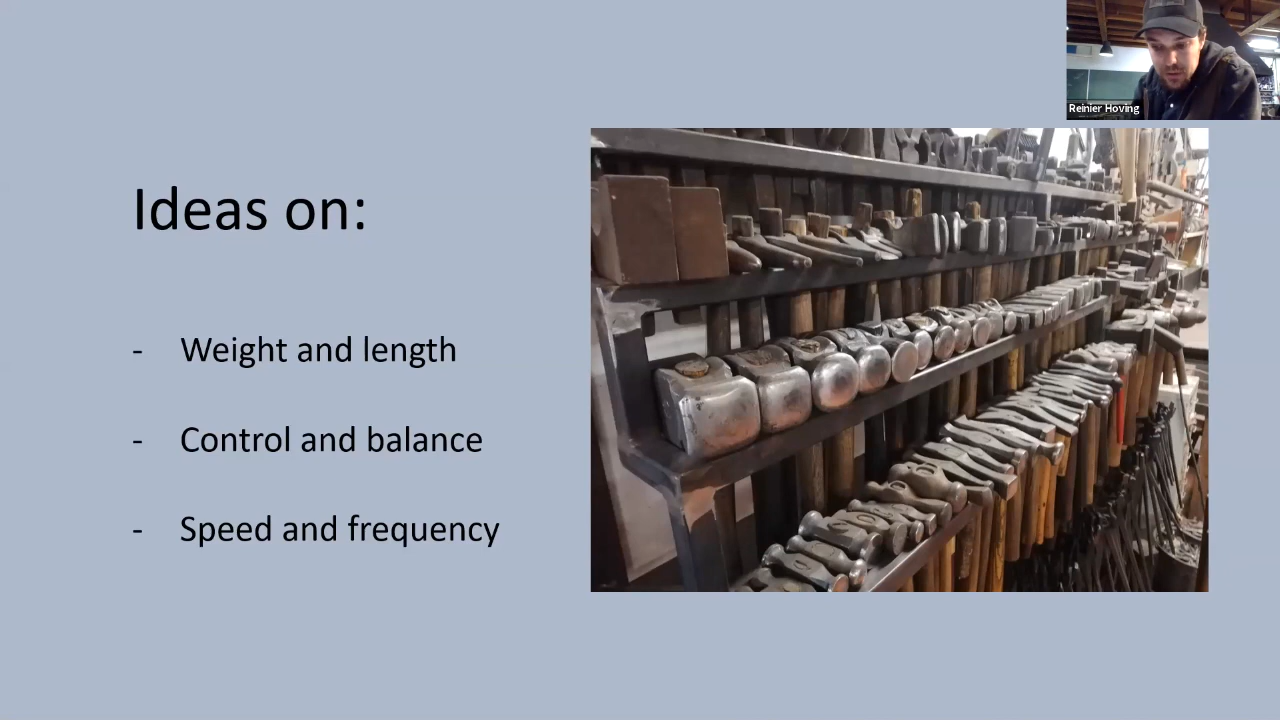 Reinier Hoving
Ideas on:
- Weight and length
- Control and balance
- Speed and frequency